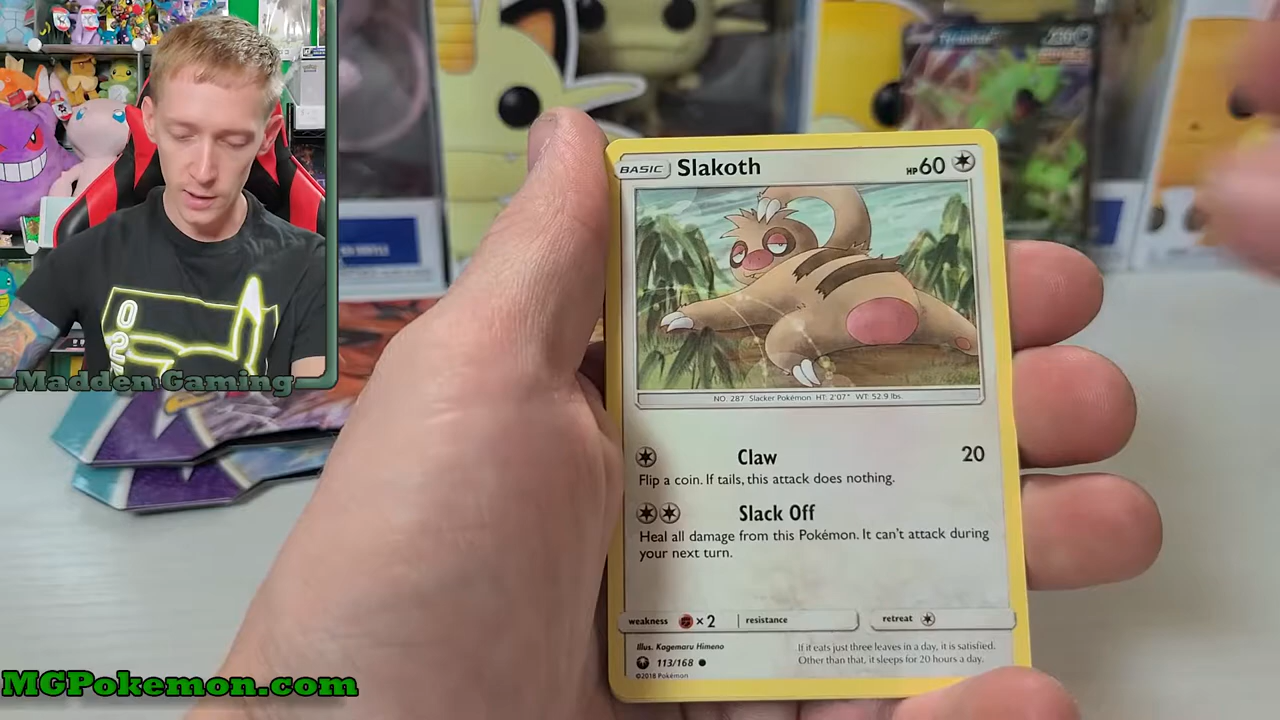 BASIC Slakoth HP60
NO. 287 Slacker Pokémon HT: 2'07" WT: 52.9 lbs.
Claw 20
Flip a coin. If tails, this attack does nothing.
Slack Off
Heal all damage from this Pokémon. It can't attack during
your next turn.
weakness ×2 resistance retreat
Illus. Kagemaru Himeno
113/168
©2018 Pokémon
If it eats just three leaves in a day, it is satisfied.
Other than that, it sleeps for 20 hours a day.
02
Madden Gaming
MGPokemon.com